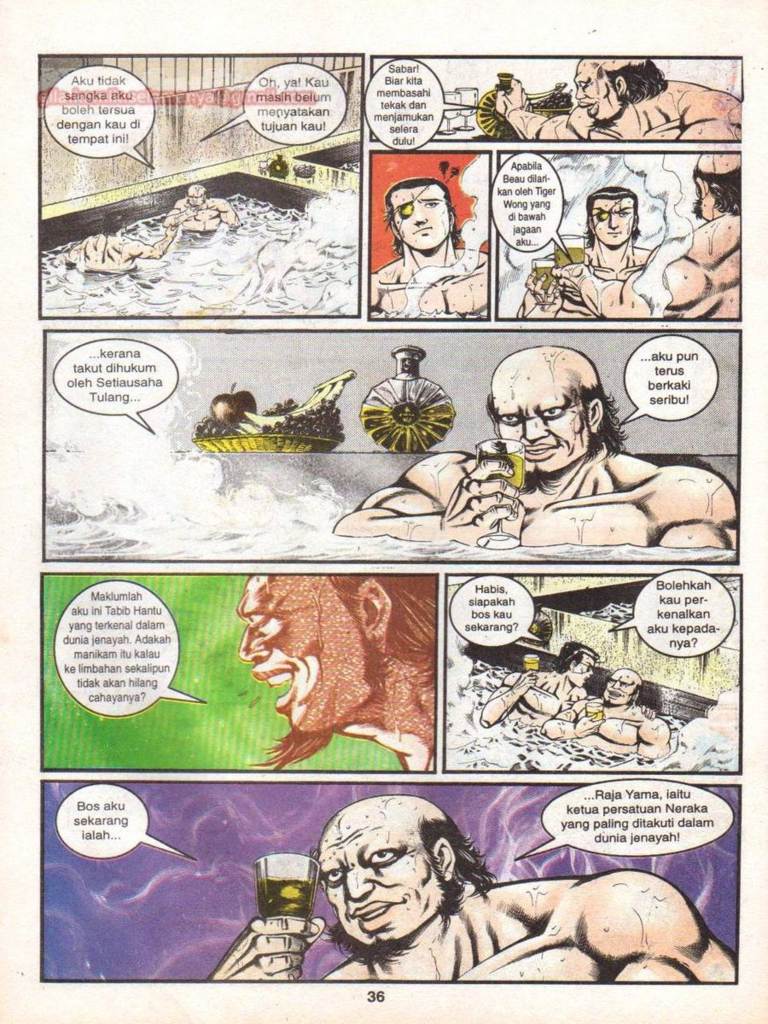 Aku tidak
sangka aku
boleh tersua
dengan kau di
tempat ini!
Oh, ya! Kau
masih belum
menyatakan
tujuan kau!
Sabar!
Biar kita
membasahi
tekak dan
menjamukan
selera
dulu!
Apabila
Beau dilari-
kan oleh Tiger
Wong yang
di bawah
jagaan
aku...
...kerana
takut dihukum
oleh Setiausaha
Tulang...
...aku pun
terus
berkaki
seribu!
Maklumlah
aku ini Tabib Hantu
yang terkenal dalam
dunia jenayah. Adakah
manikam itu kalau
ke limbahan sekalipun
tidak akan hilang
cahayanya?
Habis,
siapakah
bos kau
sekarang?
Bolehkah
kau per-
kenalkan
aku kepada-
nya?
Bos aku
sekarang
ialah...
...Raja Yama, iaitu
ketua persatuan Neraka
yang paling ditakuti dalam
dunia jenayah!
36